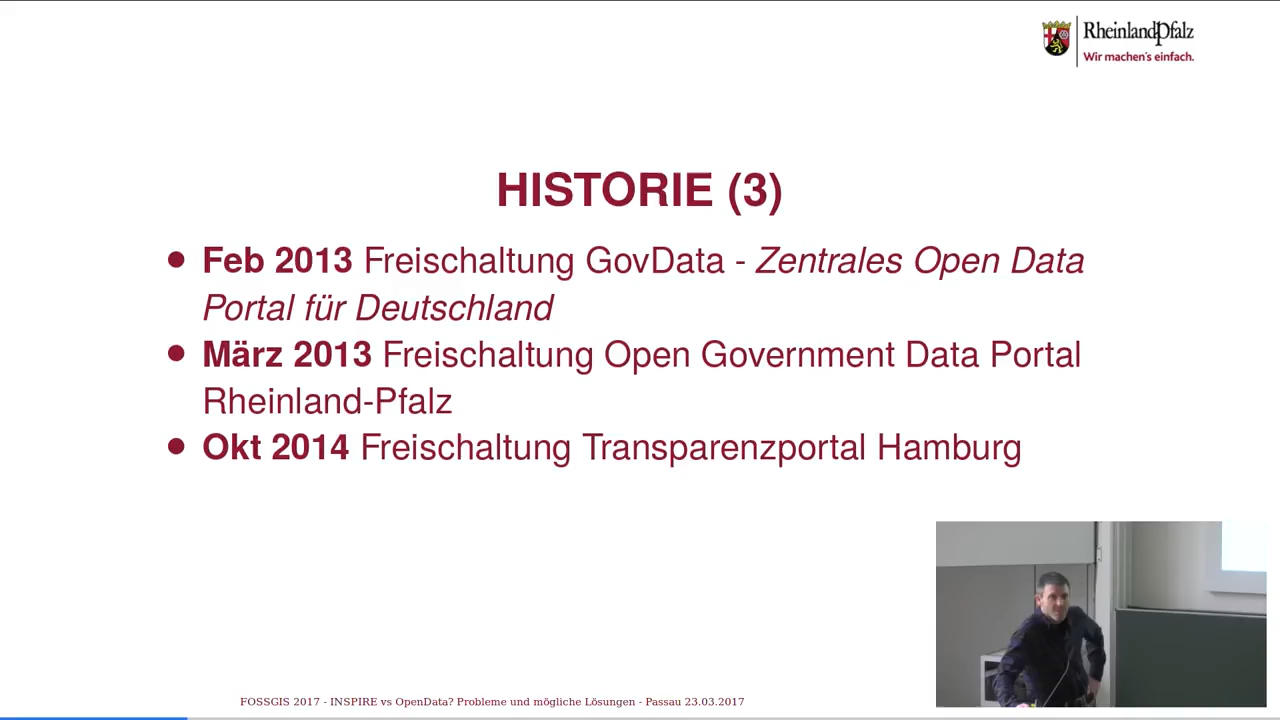 RheinlandPfalz
Wir machen's einfach.
HISTORIE (3)
Feb 2013 Freischaltung GovData - Zentrales Open Data
Portal für Deutschland
März 2013 Freischaltung Open Government Data Portal
Rheinland-Pfalz
Okt 2014 Freischaltung Transparenzportal Hamburg
FOSSGIS 2017 - INSPIRE vs OpenData? Probleme und mögliche Lösungen - Passau 23.03.2017